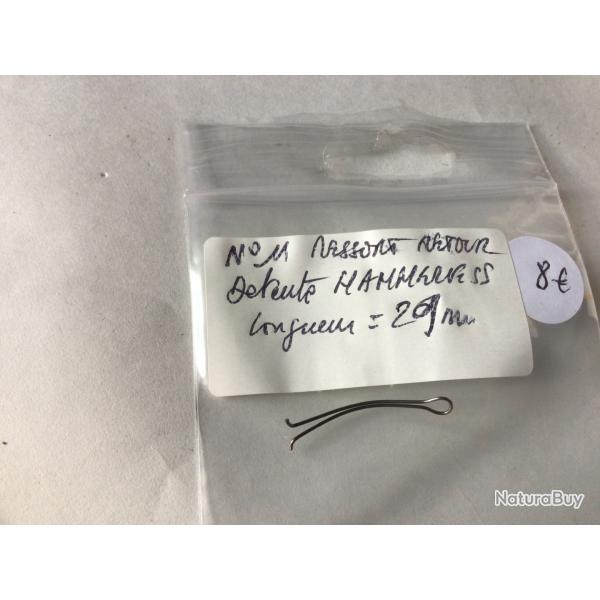 N° 11 RESSORT RETOUR
Detente HAMMERLESS
8€
Longueur = 29 mm
NaturaBuy